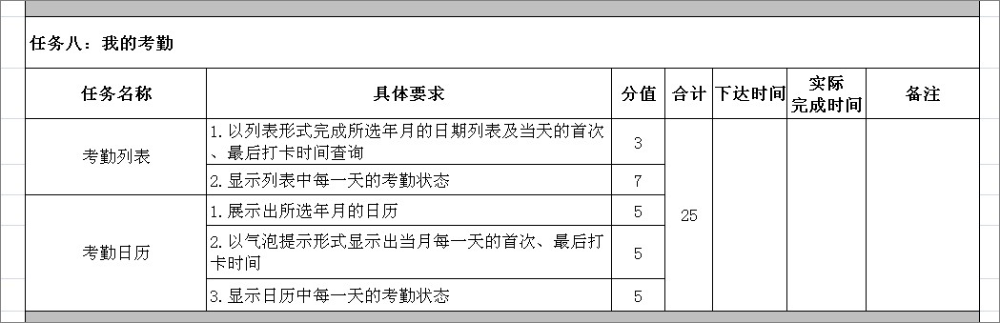 任务八：我的考勤
任务名称 具体要求 分值 合计 下达时间 实际 完成时间 备注
考勤列表
1.以列表形式完成所选年月的日期列表及当天的首次
、最后打卡时间查询
3
2.显示列表中每一天的考勤状态 7
25
考勤日历
1.展示出所选年月的日历 5
2.以气泡提示形式显示出当月每一天的首次、最后打
卡时间
5
3.显示日历中每一天的考勤状态 5